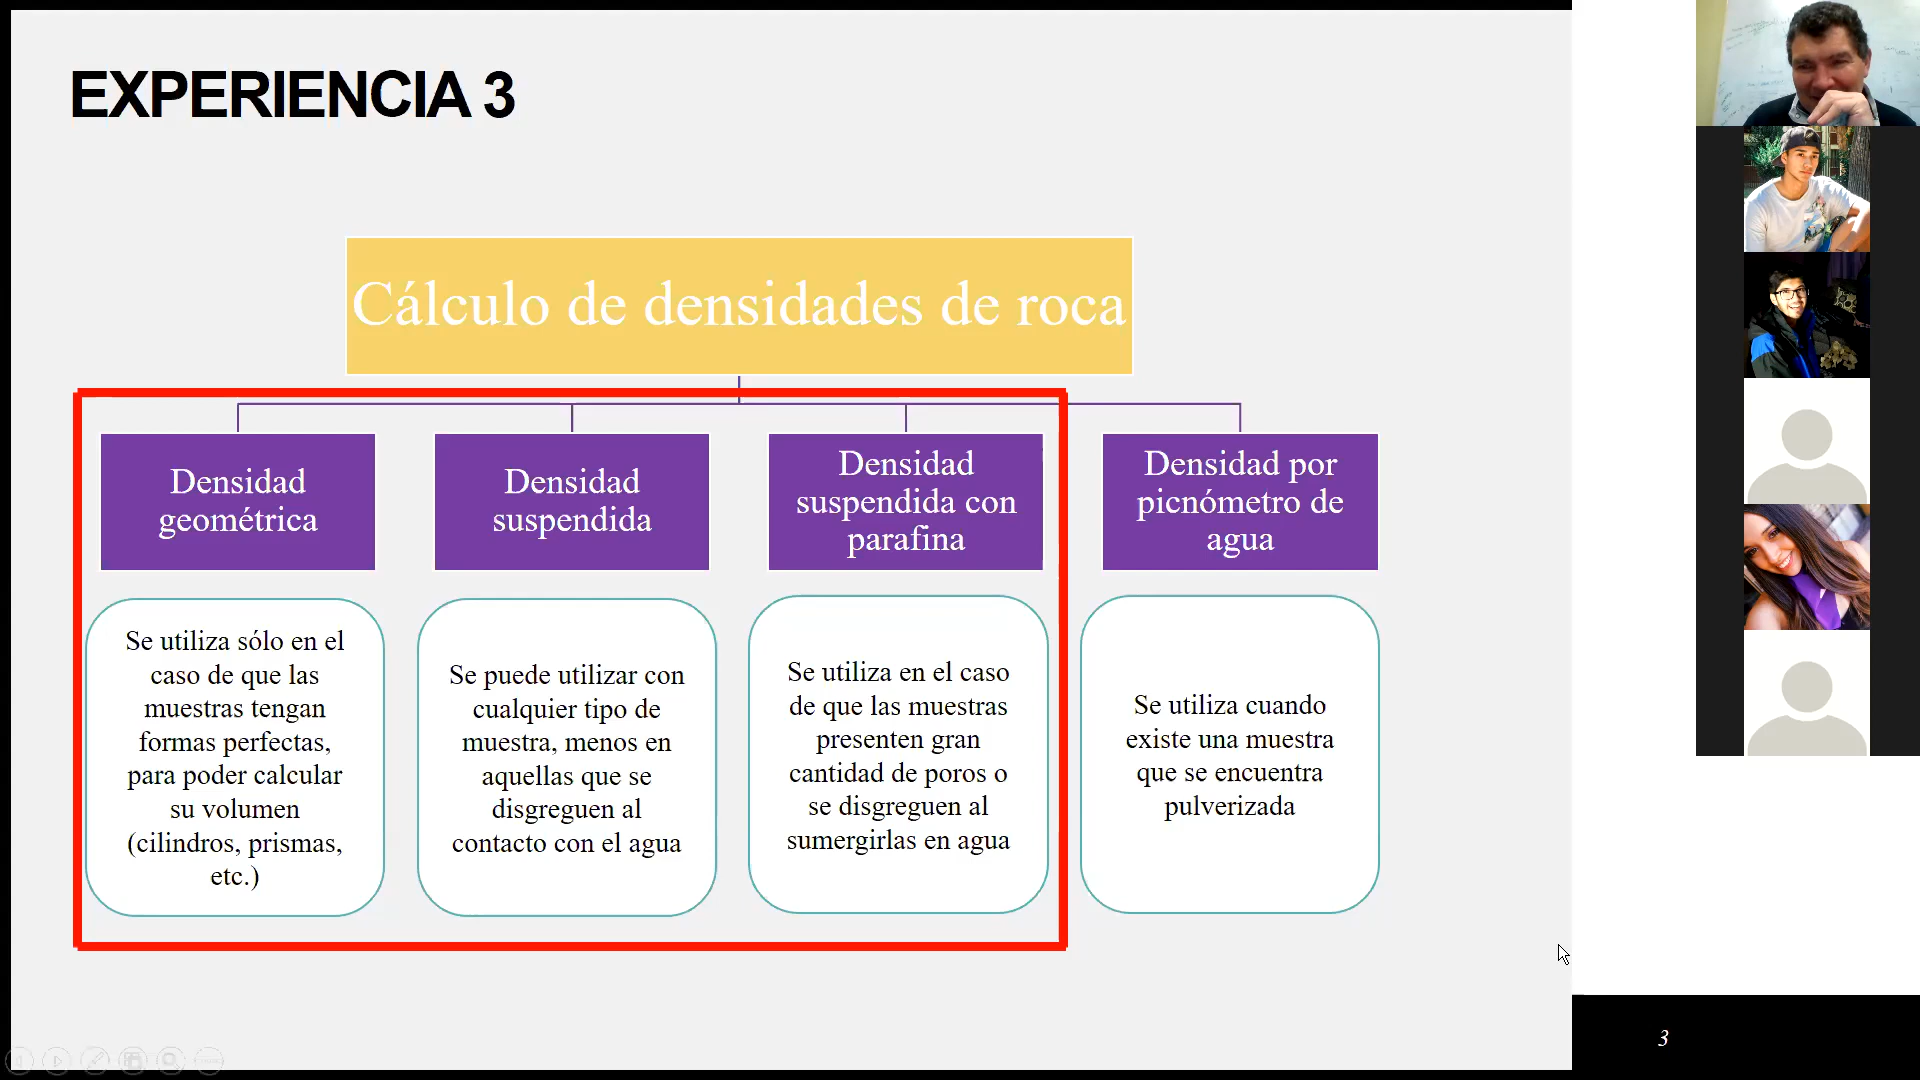 EXPERIENCIA 3
Cálculo de densidades de roca
Densidad
geométrica
Densidad
suspendida
Densidad
suspendida con
parafina
Densidad por
picnómetro de
agua
Se utiliza sólo en el
caso de que las
muestras tengan
formas perfectas,
para poder calcular
su volumen
(cilindros, prismas,
etc.)
Se puede utilizar con
cualquier tipo de
muestra, menos en
aquellas que se
disgreguen al
contacto con el agua
Se utiliza en el caso
de que las muestras
presenten gran
cantidad de poros o
se disgreguen al
sumergirlas en agua
Se utiliza cuando
existe una muestra
que se encuentra
pulverizada
3